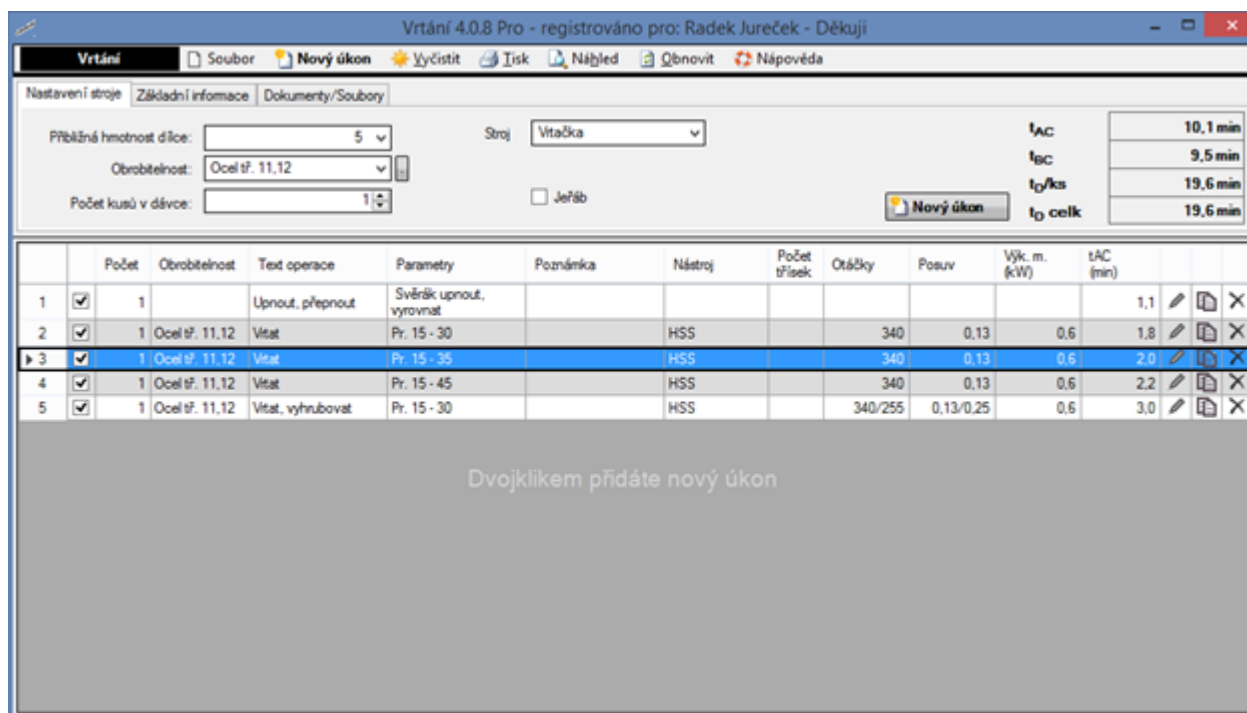 Vrtání 4.0.8 Pro - registrováno pro: Radek Jureček - Děkuji
Vrtání Soubor Nový úkon Vyčistit Tisk Náhled Obnovit Nápověda
Nastavení stroje Základní informace Dokumenty/Soubory
Přibližná hmotnost dílce: 5 Stroj Vrtačka tAC 10,1 min
Obrobitelnost: Ocel tř. 11,12 tBC 9,5 min
tD/ks 19,6 min
Počet kusů v dávce: 1 Jeřáb Nový úkon tD celk 19,6 min
Počet Obrobitelnost Text operace Parametry Poznámka Nástroj Počet třísek Otáčky Posuv Výk. m. (kW) tAC (min)
1 1 Upnout, přepnout Svěrák upnout, vyrovnat 1,1
2 1 Ocel tř. 11,12 Vrtat Pr. 15 - 30 HSS 340 0,13 0,6 1,8
3 1 Ocel tř. 11,12 Vrtat Pr. 15 - 35 HSS 340 0,13 0,6 2,0
4 1 Ocel tř. 11,12 Vrtat Pr. 15 - 45 HSS 340 0,13 0,6 2,2
5 1 Ocel tř. 11,12 Vrtat, vyhrubovat Pr. 15 - 30 HSS 340/255 0,13/0,25 0,6 3,0
Dvojklikem přidáte nový úkon